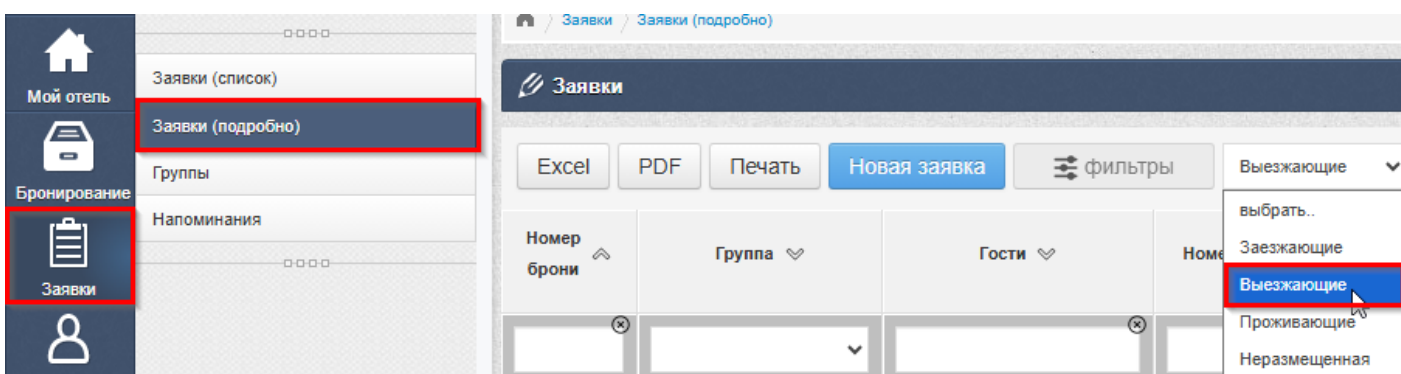 Мой отель
Бронирование
Заявки
Заявки (список)
Заявки (подробно)
Группы
Напоминания
Заявки Заявки (подробно)
Заявки
Excel PDF Печать Новая заявка фильтры Выезжающие
Номер брони Группа Гости Номе
выбрать..
Заезжающие
Выезжающие
Проживающие
Неразмещенная